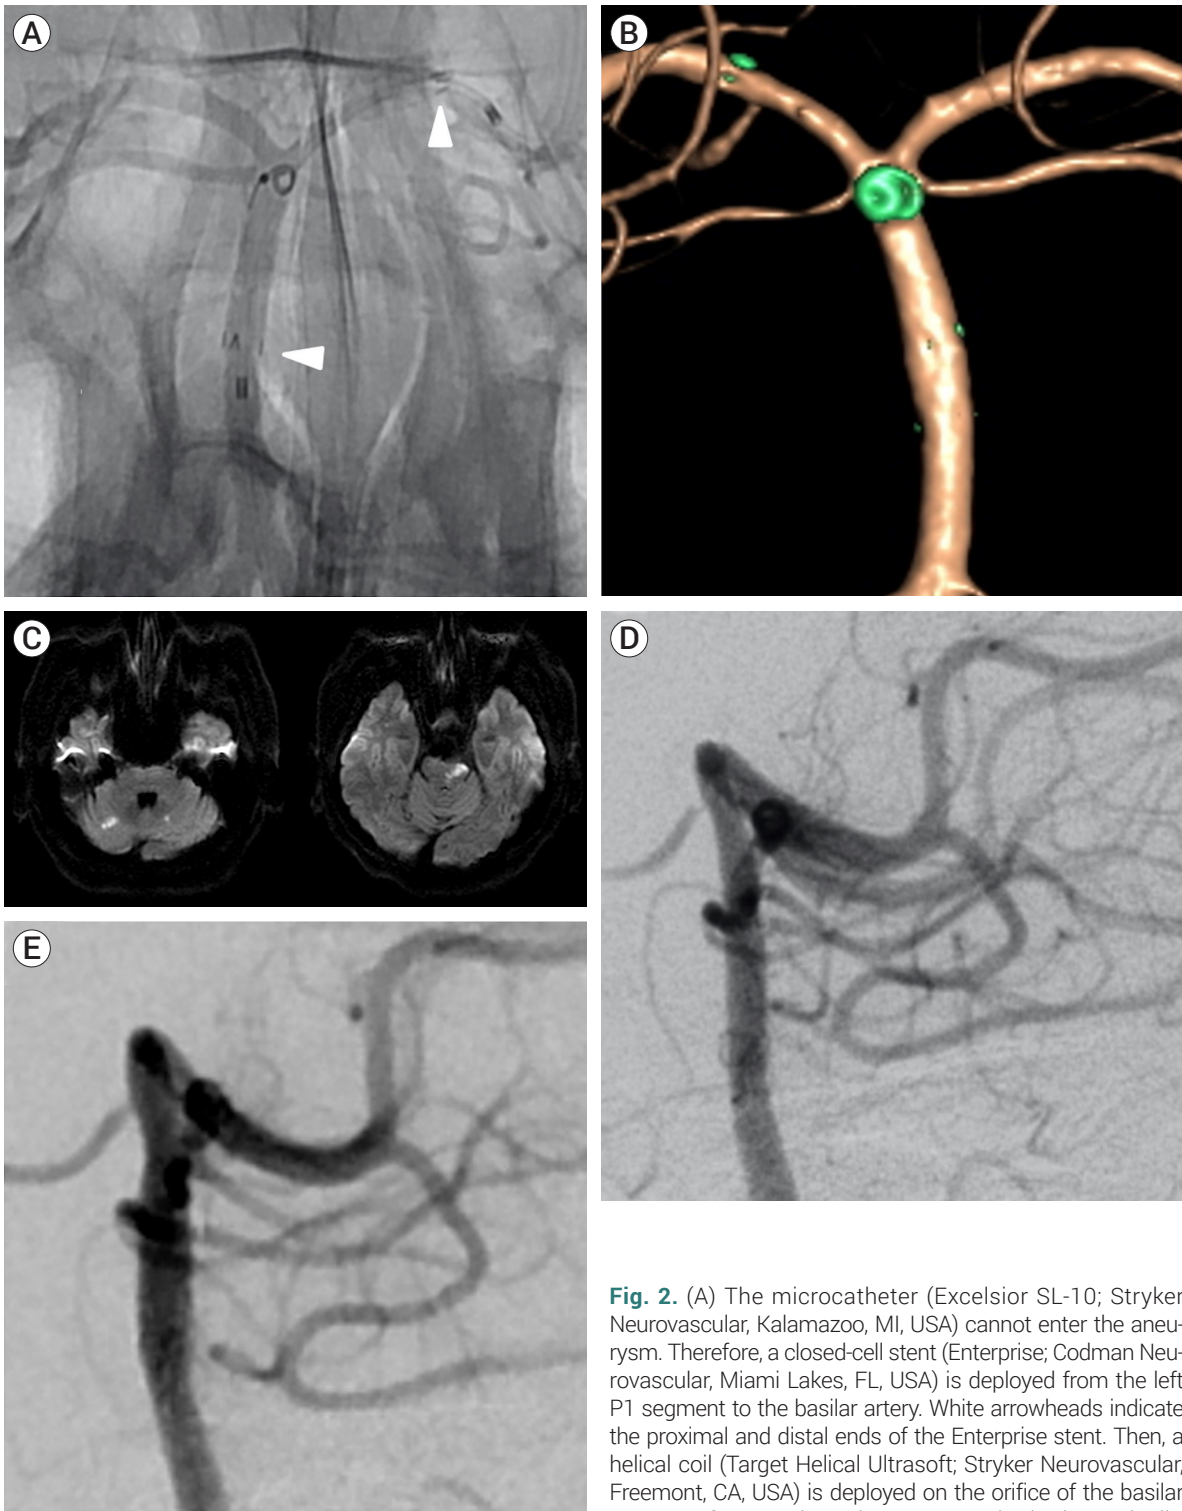 A
B
C
D
E
Fig. 2. (A) The microcatheter (Excelsior SL-10; Stryker
Neurovascular, Kalamazoo, MI, USA) cannot enter the aneu-
rysm. Therefore, a closed-cell stent (Enterprise; Codman Neu-
rovascular, Miami Lakes, FL, USA) is deployed from the left
P1 segment to the basilar artery. White arrowheads indicate
the proximal and distal ends of the Enterprise stent. Then, a
helical coil (Target Helical Ultrasoft; Stryker Neurovascular,
Freemont, CA, USA) is deployed on the orifice of the basilar